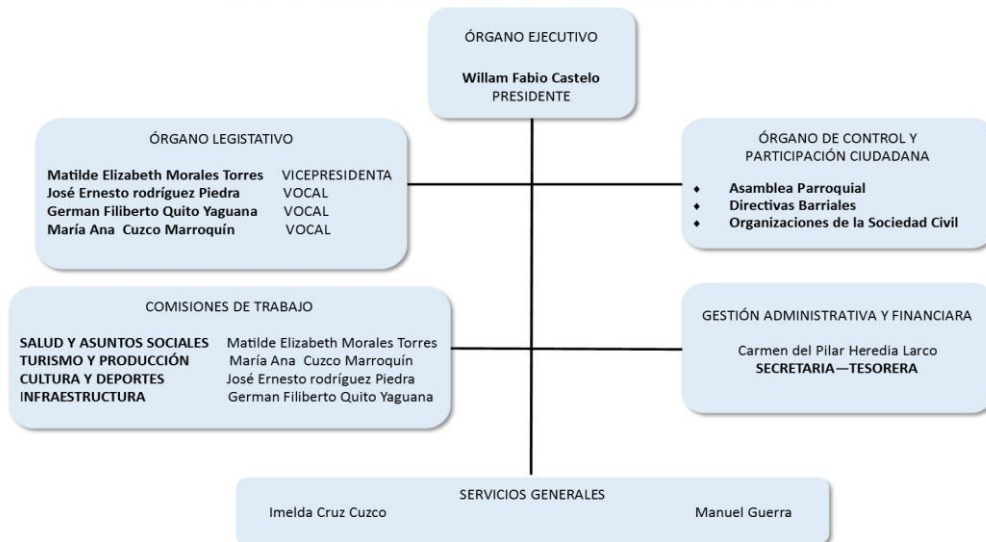 ÓRGANO EJECUTIVO
Willam Fabio Castelo
PRESIDENTE
ÓRGANO LEGISTATIVO
Matilde Elizabeth Morales Torres VICEPRESIDENTA
José Ernesto rodríguez Piedra VOCAL
German Filiberto Quito Yaguana VOCAL
María Ana Cuzco Marroquín VOCAL
ÓRGANO DE CONTROL Y
PARTICIPACIÓN CIUDADANA
♦ Asamblea Parroquial
♦ Directivas Barriales
♦ Organizaciones de la Sociedad Civil
COMISIONES DE TRABAJO
SALUD Y ASUNTOS SOCIALES Matilde Elizabeth Morales Torres
TURISMO Y PRODUCCIÓN María Ana Cuzco Marroquín
CULTURA Y DEPORTES José Ernesto rodríguez Piedra
INFRAESTRUCTURA German Filiberto Quito Yaguana
GESTIÓN ADMINISTRATIVA Y FINANCIARA
Carmen del Pilar Heredia Larco
SECRETARIA—TESORERA
SERVICIOS GENERALES
Imelda Cruz Cuzco Manuel Guerra